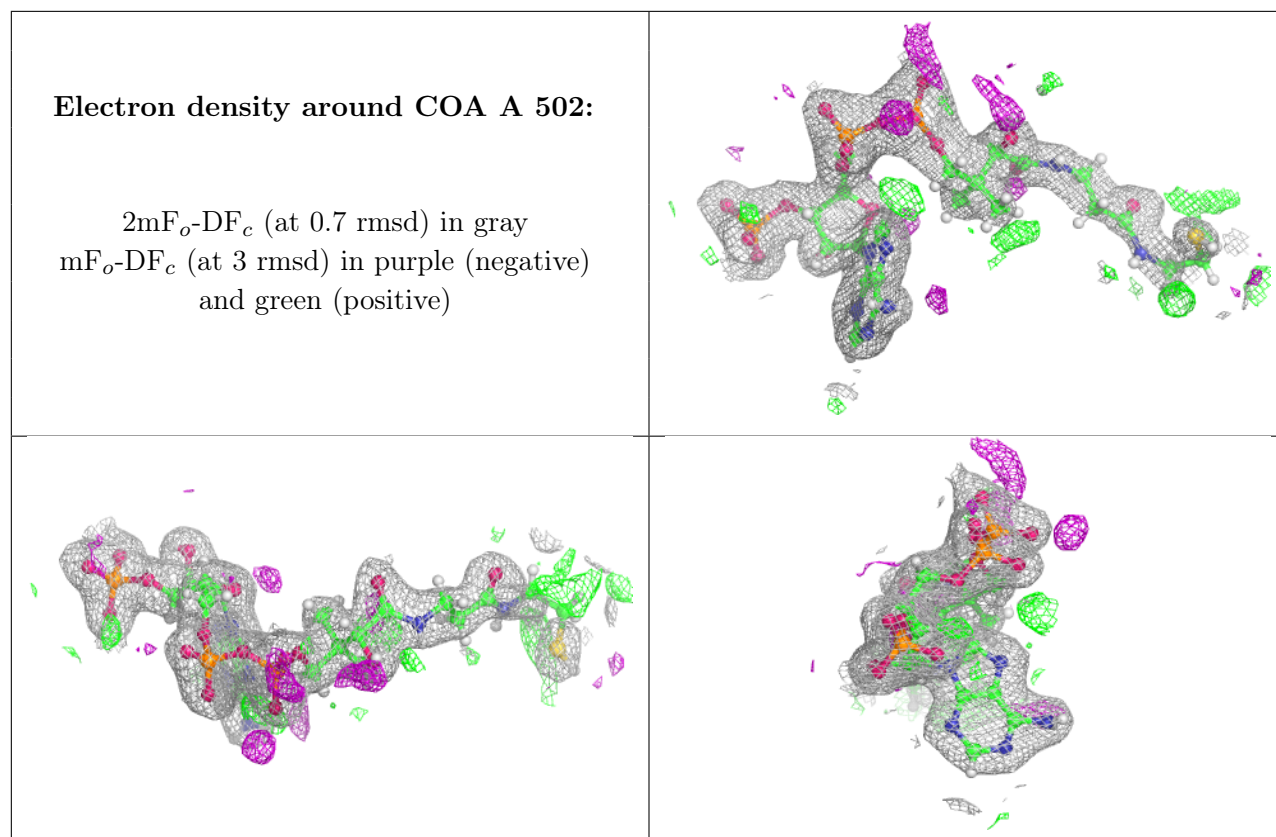 Electron density around COA A 502:
2mFo-DFc (at 0.7 rmsd) in gray
mFo-DFc (at 3 rmsd) in purple (negative)
and green (positive)